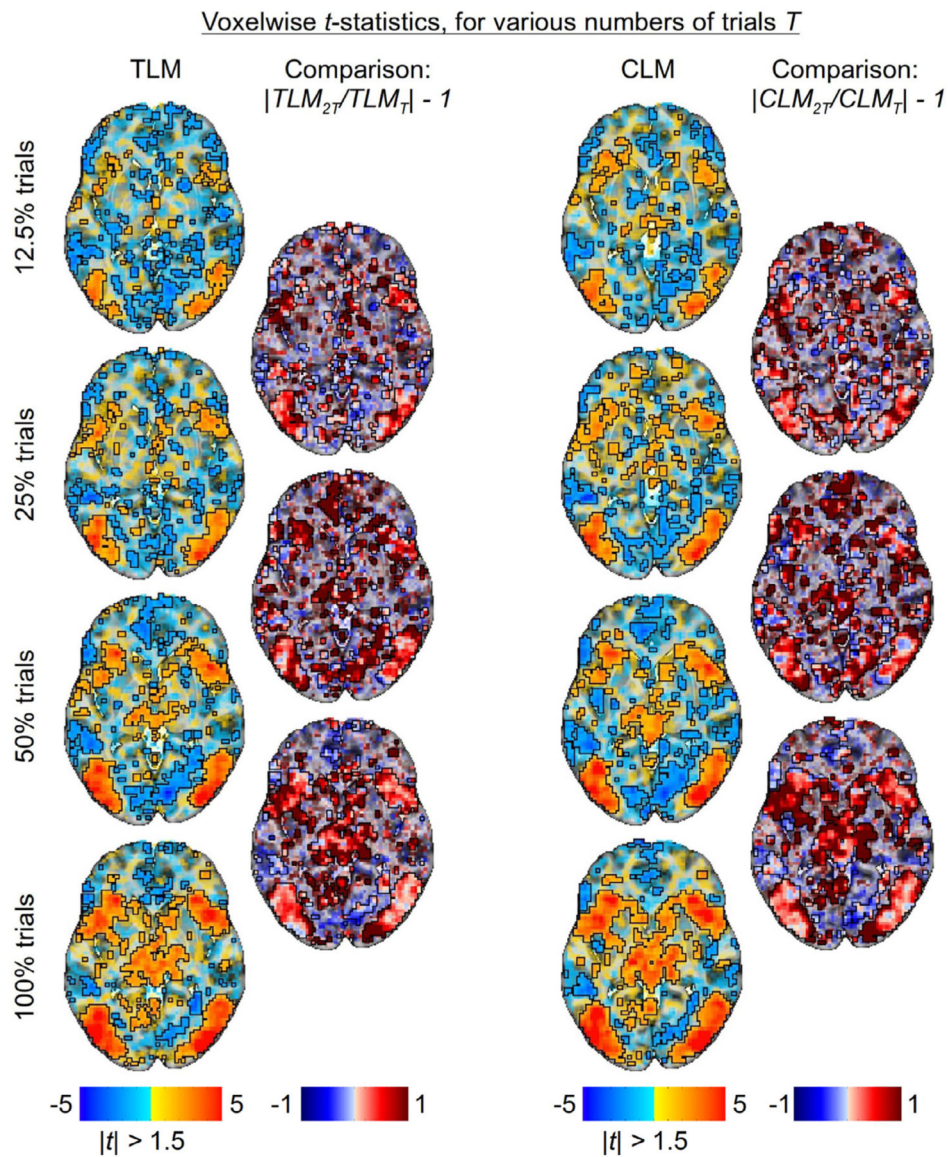 Voxelwise t-statistics, for various numbers of trials T
TLM
Comparison:
|TLM2T/TLMT| - 1
CLM
Comparison:
|CLM2T/CLMT| - 1
12.5% trials
25% trials
50% trials
100% trials
-5 5
|t| > 1.5
-1 1
-5 5
|t| > 1.5
-1 1